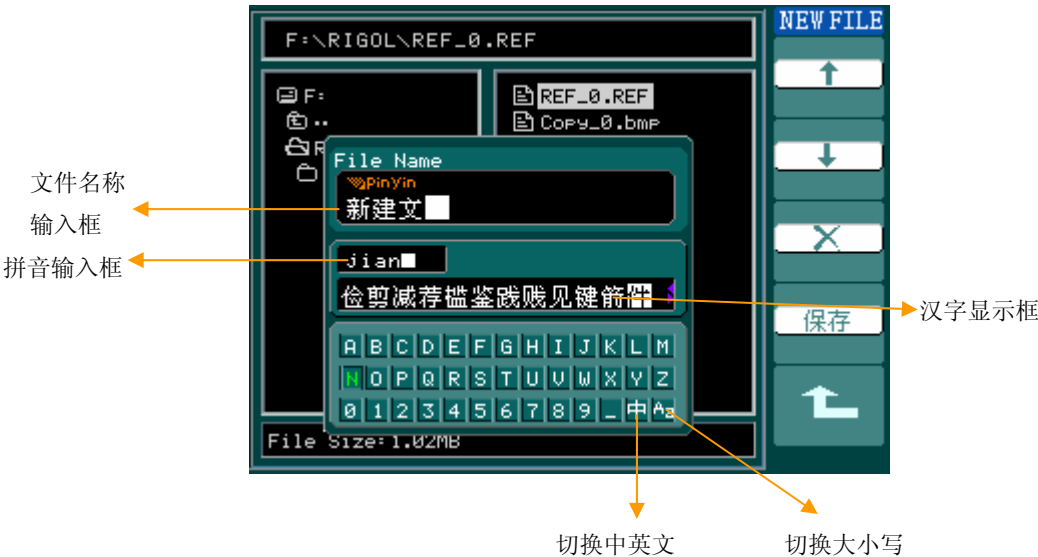 NEW FILE
F:\RIGOL\REF_0.REF
F:
..
R
REF_0.REF
Copy_0.bmp
File Name
PinYin
新建文
jian
俭剪减荐槛鉴践贱见键箭件
A B C D E F G H I J K L M
N O P Q R S T U V W X Y Z
0 1 2 3 4 5 6 7 8 9 _ 中 Aa
File Size:1.02MB
保存
文件名称
输入框
拼音输入框
汉字显示框
切换中英文
切换大小写